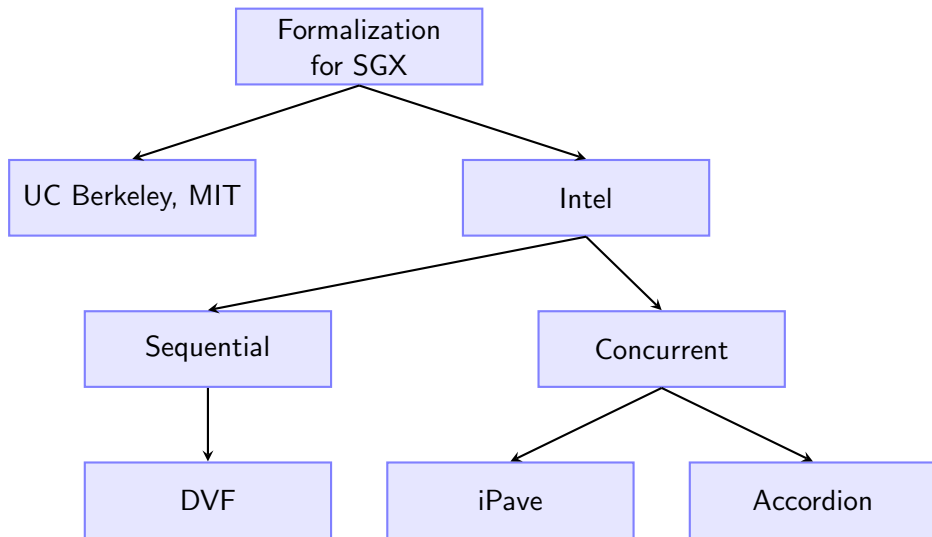 Formalization
for SGX
UC Berkeley, MIT
Intel
Sequential
Concurrent
DVF
iPave
Accordion